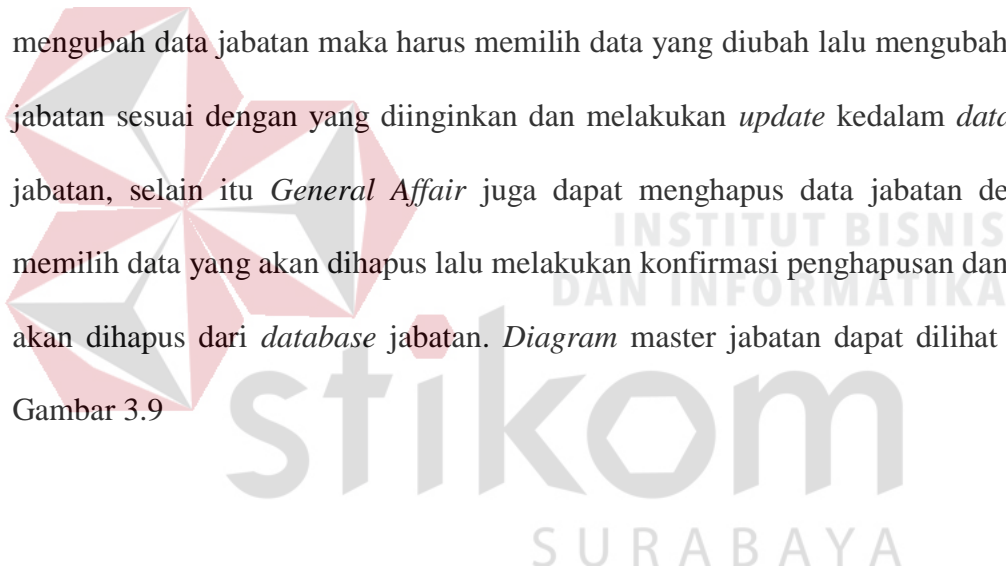 mengubah data jabatan maka harus memilih data yang diubah lalu mengubah
jabatan sesuai dengan yang diinginkan dan melakukan update kedalam data
jabatan, selain itu General Affair juga dapat menghapus data jabatan de
INSTITUT BISNIS
memilih data yang akan dihapus lalu melakukan konfirmasi penghapusan dan
DAN INFORMATIKA
akan dihapus dari database jabatan. Diagram master jabatan dapat dilihat
Gambar 3.9
stikom
SURABAYA